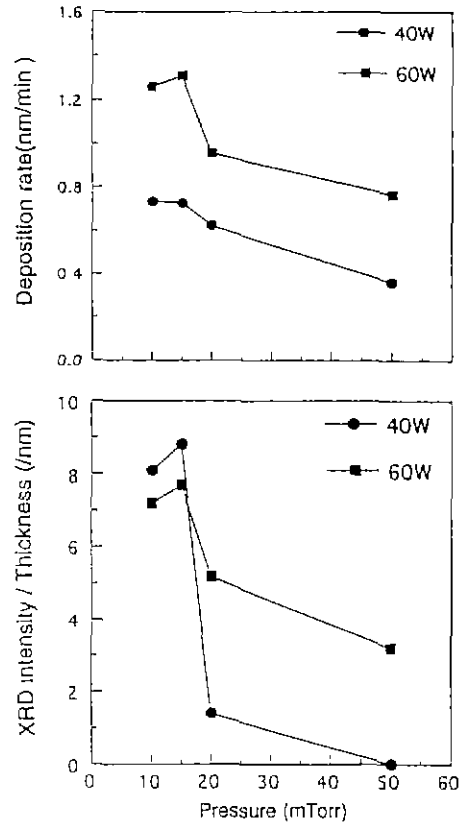 1.6
40W
60W
1.2
0.8
0 4
0.0
Deposition rate(nm/min)
10
40W
8
60W
6
4
2
0
XRD intensity / Thickness (/nm)
0 10 20 30 40 50 60
Pressure (mTorr)